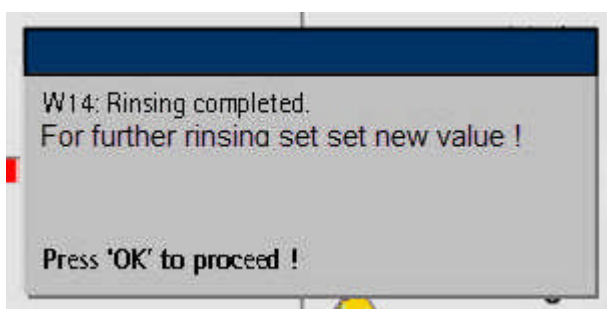 W14: Rinsing completed.
For further rinsing set set new value !
Press 'OK' to proceed !